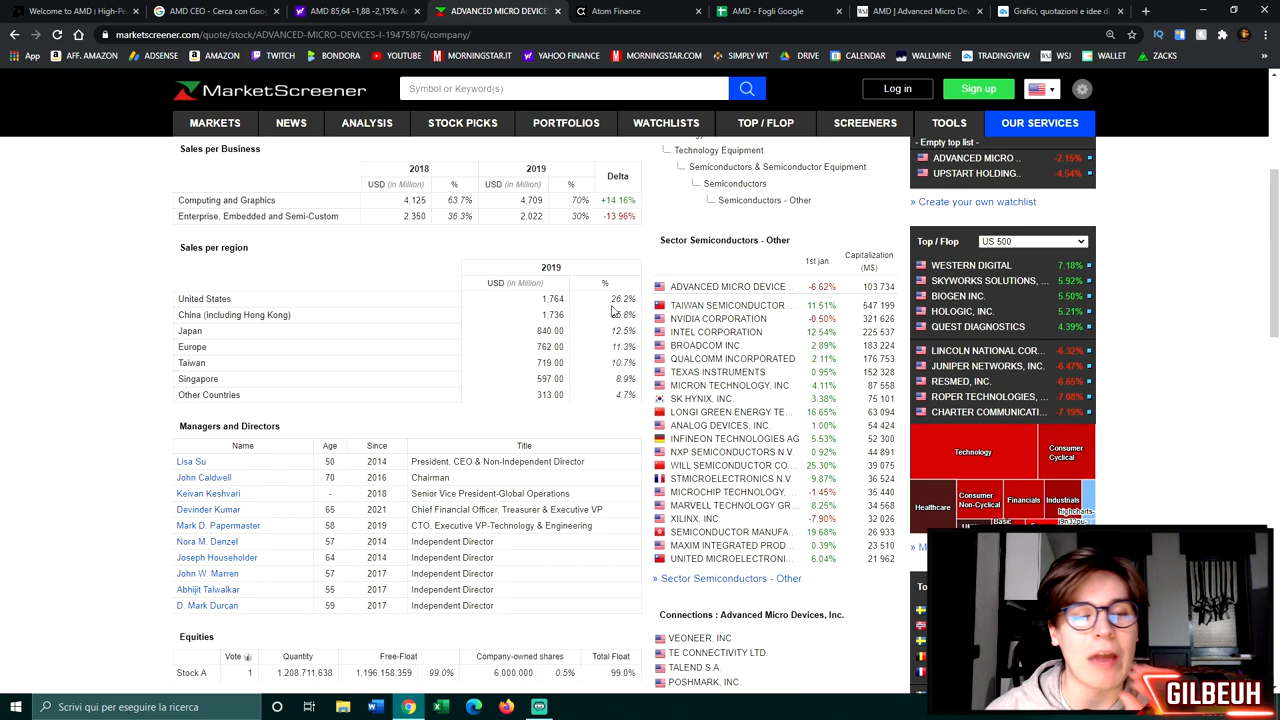 Home | AMD | High-P
AMD CEO - Cerca con Goo
AMD 85,64 -1,88 -2,15%: A
ADVANCED MICRO DEVICE
Atom Finance
AMD - Fogli Google
AMD | Advanced Micro Devic
Grafici, quotazioni e idee di
marketscreener.com/quote/stock/ADVANCED-MICRO-DEVICES-I-19475876/company/
App AFF. AMAZON ADSENSE AMAZON TWITTER BONDORA YOUTUBE MORNINGSTAR.IT YAHOO FINANCE MORNINGSTAR.COM SIMPLY WT DRIVE CALENDAR WALLMINE TRADINGVIEW WSJ WALLET ZACKS
MarketScreener
Symbol or Keyword(s)
Log in
Sign up
MARKETS NEWS ANALYSIS STOCK PICKS PORTFOLIOS WATCHLISTS TOP / FLOP SCREENERS TOOLS OUR SERVICES
Sales per Business
2018 2019 Delta
USD (in Million) % USD (in Million) %
Computing and Graphics 4,125 63.7% 4,709 70% +14.16%
Enterprise, Embedded and Semi-Custom 2,350 36.3% 2,022 30% -13.96%
Sales per region
2019
USD (in Million) %
United States 1,764 26.2%
China (including Hong Kong) 1,736
Japan 840.00 12.5%
Europe 762.00 11.3%
Taiwan 719.00 10.7%
Singapore 597.00 8.9%
Other Countries 313.00 4.7%
Managers and Directors
Name Age Since Title
Lisa Su 50 2014 President, CEO & Non-Independent Director
John Caldwell 70 2016 Chairman
Keivan Keshvari - 2018 Senior Vice President-Global Operations
Devinder Kumar 65 2021 Chief Financial Officer, Treasurer & Executive VP
Mark D. Papermaster 58 2019 CTO, Executive VP-Technology & Engineering
Nora M. Denzel 57 2014 Independent Director
Joseph Householder 64 2014 Independent Director
John W. Marren 57 2017 Independent Director
Abhijit Talwalkar 55 2017 Independent Director
D. Mark Durcan 59 2017 Independent Director
Equities
Vote Quantity Free-Float Company-owned shares Total Float
Stock A 1 1,208,711,638 1,196,158,359 99.0% 6,000,000 0.5% 99.0%
Technology Equipment
Semiconductors & Semiconductor Equipment
Semiconductors
Semiconductors - Other
Sector Semiconductors - Other
1st jan. Capitalization (M$)
ADVANCED MICRO DEVICE... -6.62% 103 734
TAIWAN SEMICONDUCTOR ... 11.51% 547 199
NVIDIA CORPORATION -0.50% 321 626
INTEL CORPORATION 12.54% 225 537
BROADCOM INC. 2.89% 183 224
QUALCOMM INCORPORATED 2.11% 176 753
TEXAS INSTRUMENTS 0.95% 152 328
MICRON TECHNOLOGY, INC. 4.11% 87 558
SK HYNIX, INC. 3.38% 75 101
LONGI GREEN ENERGY TE... 16.65% 63 094
ANALOG DEVICES, INC. 1.00% 54 424
INFINEON TECHNOLOGIES AG 5.53% 52 300
NXP SEMICONDUCTORS N.V. 0.92% 44 891
WILL SEMICONDUCTOR CO... 25.30% 39 075
STMICROELECTRONICS N.V. 9.87% 36 524
MICROCHIP TECHNOLOGY, ... -1.45% 35 440
MARVELL TECHNOLOGY GR... 8.25% 34 568
XILINX, INC. -7.90% 32 026
SEMICONDUCTOR MANUFA... 19.68% 26 933
MAXIM INTEGRATED PROD... 0.39% 23 510
UNITED MICROELECTRONI... 6.04% 21 962
» Sector Semiconductors - Other
Connections : Advanced Micro Devices, Inc.
VEONEER, INC.
TE CONNECTIVITY LTD.
TALEND S.A.
POSHMARK, INC.
- Empty top list -
ADVANCED MICRO .. -2.15%
UPSTART HOLDING.. -4.54%
» Create your own watchlist
Top / Flop US 500
WESTERN DIGITAL 7.18%
SKYWORKS SOLUTIONS, ... 5.92%
BIOGEN INC. 5.50%
HOLOGIC, INC. 5.21%
QUEST DIAGNOSTICS 4.39%
LINCOLN NATIONAL COR... -6.32%
JUNIPER NETWORKS, INC. -6.47%
RESMED, INC. -6.65%
ROPER TECHNOLOGIES, ... -7.08%
CHARTER COMMUNICATI... -7.19%
Technology
Consumer Cyclical
Healthcare
Consumer Non-Cyclical
Financials
Industrials
Basic
» M
To
GILBEUH
Scrivi qui per eseguire la ricerca